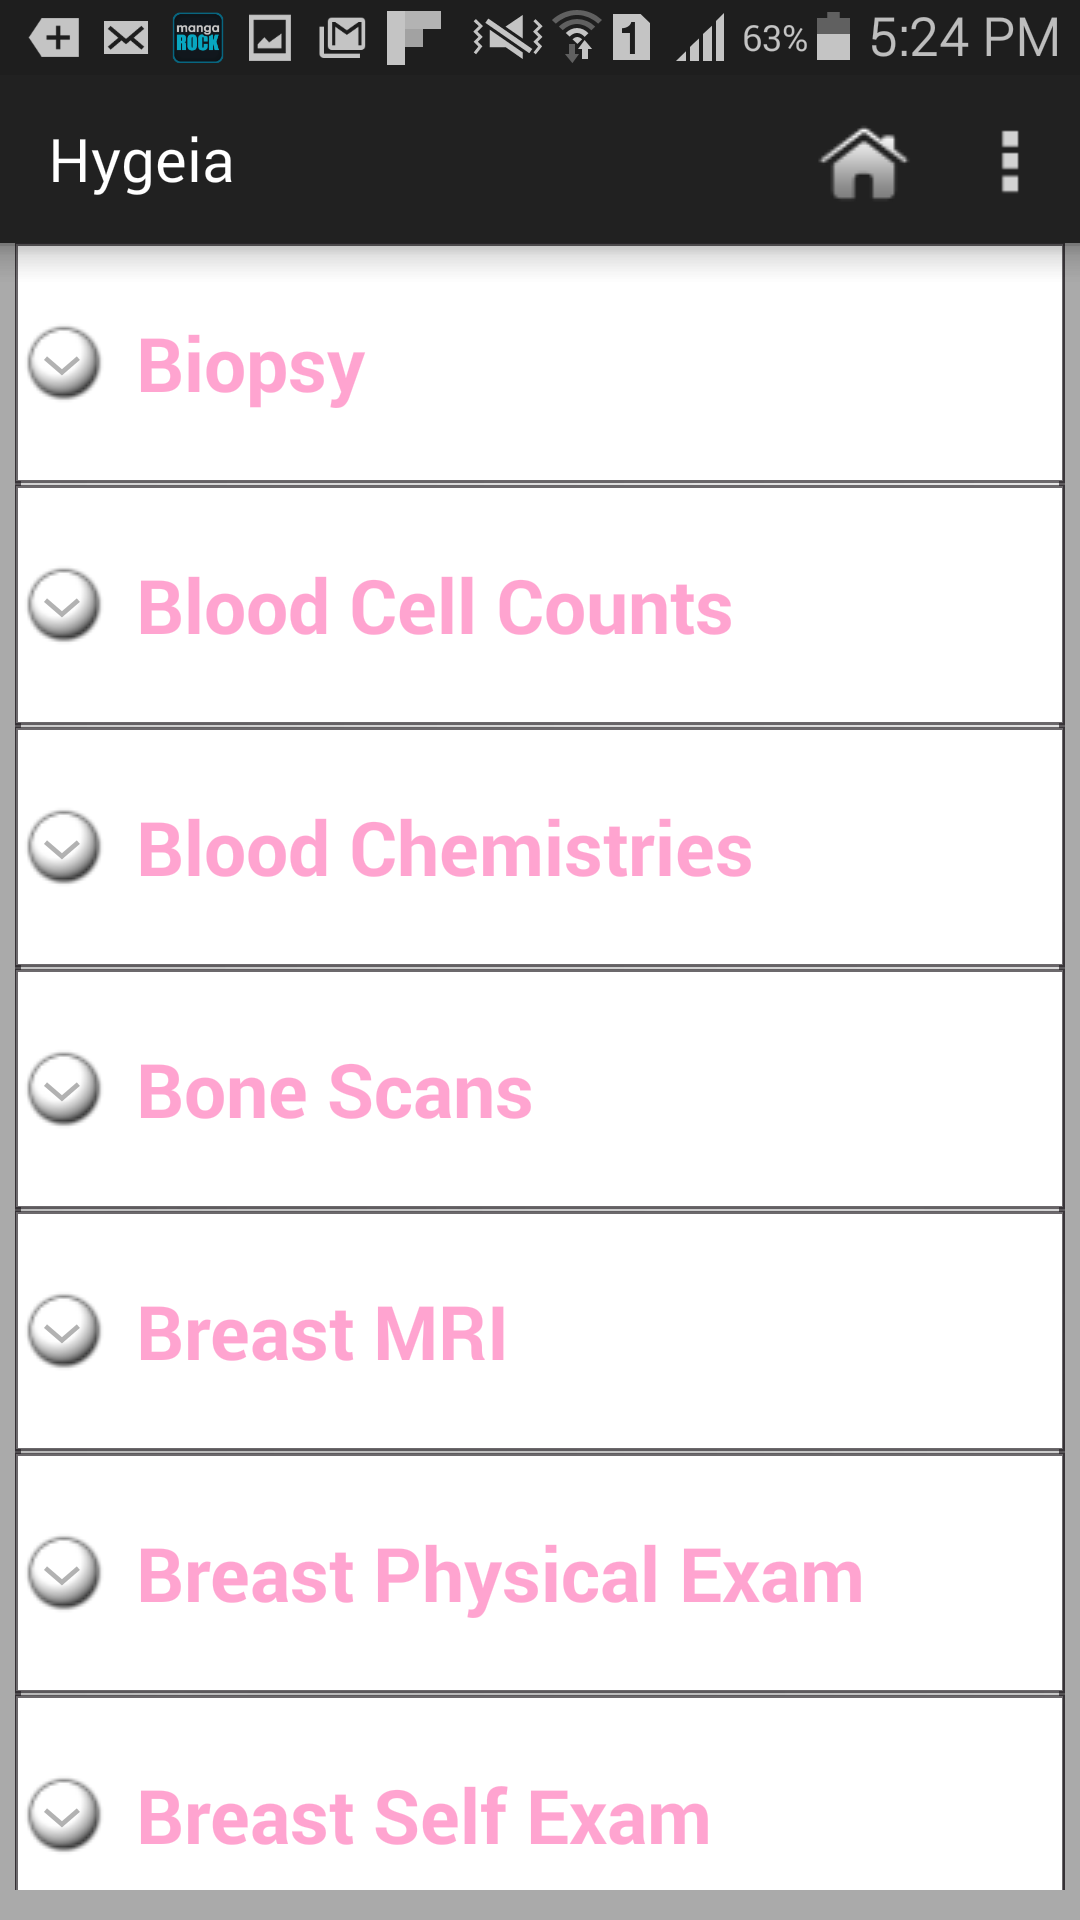 manga ROCK 1 63% 5:24 PM
Hygeia
Biopsy
Blood Cell Counts
Blood Chemistries
Bone Scans
Breast MRI
Breast Physical Exam
Breast Self Exam